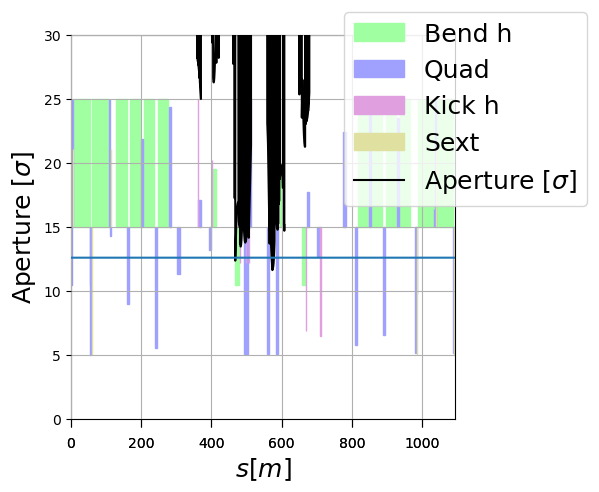 Bend h
Quad
Kick h
Sext
Aperture [σ]
Aperture [σ]
30
25
20
15
10
5
0
0 200 400 600 800 1000
s[m]